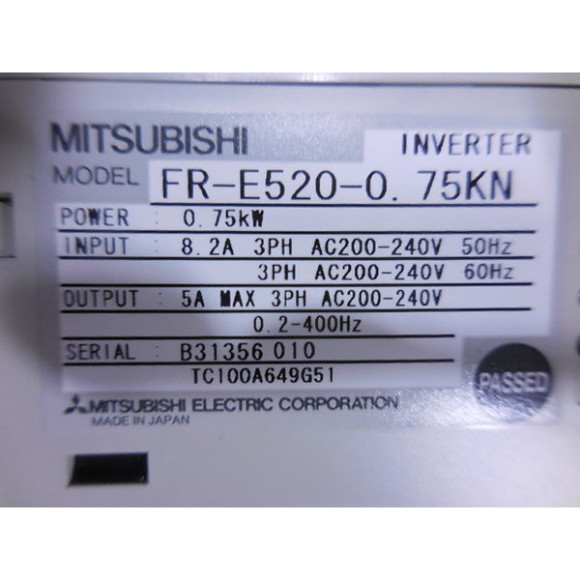 MITSUBISHI INVERTER
MODEL FR-E520-0.75KN
POWER : 0.75kW
INPUT : 8.2A 3PH AC200-240V 50Hz
3PH AC200-240V 60Hz
OUTPUT : 5A MAX 3PH AC200-240V
0.2-400Hz
SERIAL : B31356 010
TC100A649G51
PASSED
MITSUBISHI ELECTRIC CORPORATION
MADE IN JAPAN